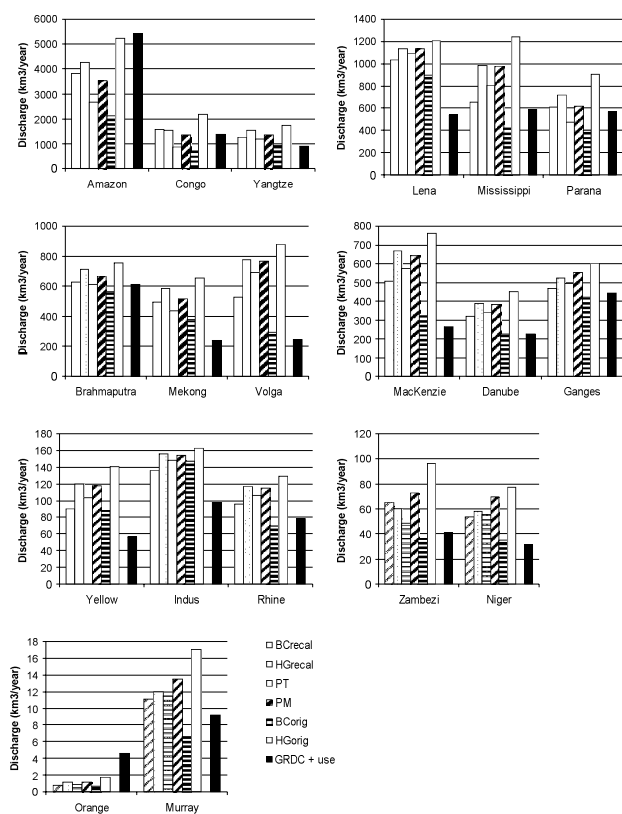 Discharge (km3/year)
6000
5000
4000
3000
2000
1000
0
Amazon Congo Yangtze
Discharge (km3/year)
1400
1200
1000
800
600
400
200
0
Lena Mississippi Parana
Discharge (km3/year)
1000
800
600
400
200
0
Brahmaputra Mekong Volga
Discharge (km3/year)
800
700
600
500
400
300
200
100
0
MacKenzie Danube Ganges
Discharge (km3/year)
180
160
140
120
100
80
60
40
20
0
Yellow Indus Rhine
Discharge (km3/year)
120
100
80
60
40
20
0
Zambezi Niger
Discharge (km3/year)
18
16
14
12
10
8
6
4
2
0
Orange Murray
BCrecal
HGrecal
PT
PM
BCorig
HGorig
GRDC + use